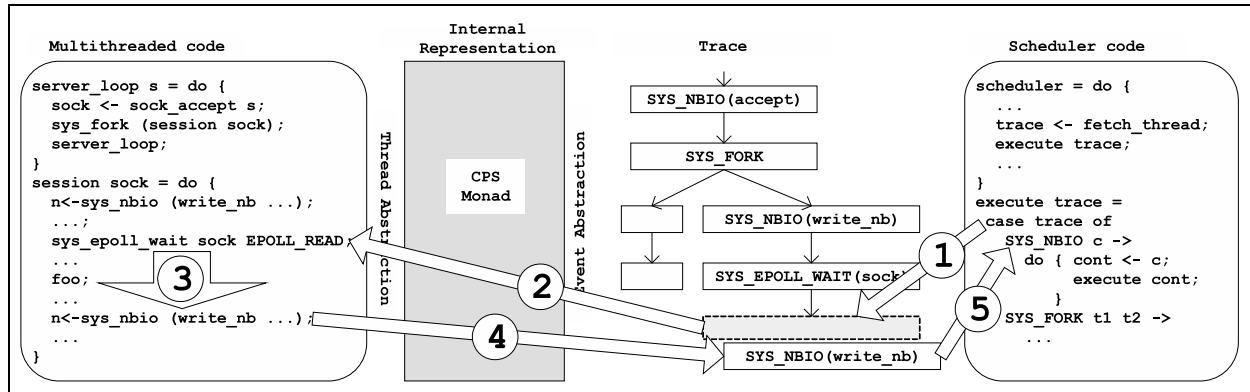 Internal
Representation
Multithreaded code
Trace
Scheduler code
server_loop s = do {
sock <- sock_accept s;
sys_fork (session sock);
server_loop;
}
session sock = do {
n<-sys_nbio (write_nb ...);
...;
sys_epoll_wait sock EPOLL_READ;
...
foo;
...
n<-sys_nbio (write_nb ...);
...
}
Thread Abstraction
CPS
Monad
Event Abstraction
SYS_NBIO(accept)
SYS_FORK
SYS_NBIO(write_nb)
SYS_EPOLL_WAIT(sock)
SYS_NBIO(write_nb)
scheduler = do {
...
trace <- fetch_thread;
execute trace;
...
}
execute trace =
case trace of
SYS_NBIO c ->
do { cont <- c;
execute cont;
}
SYS_FORK t1 t2 ->
...
1
2
3
4
5